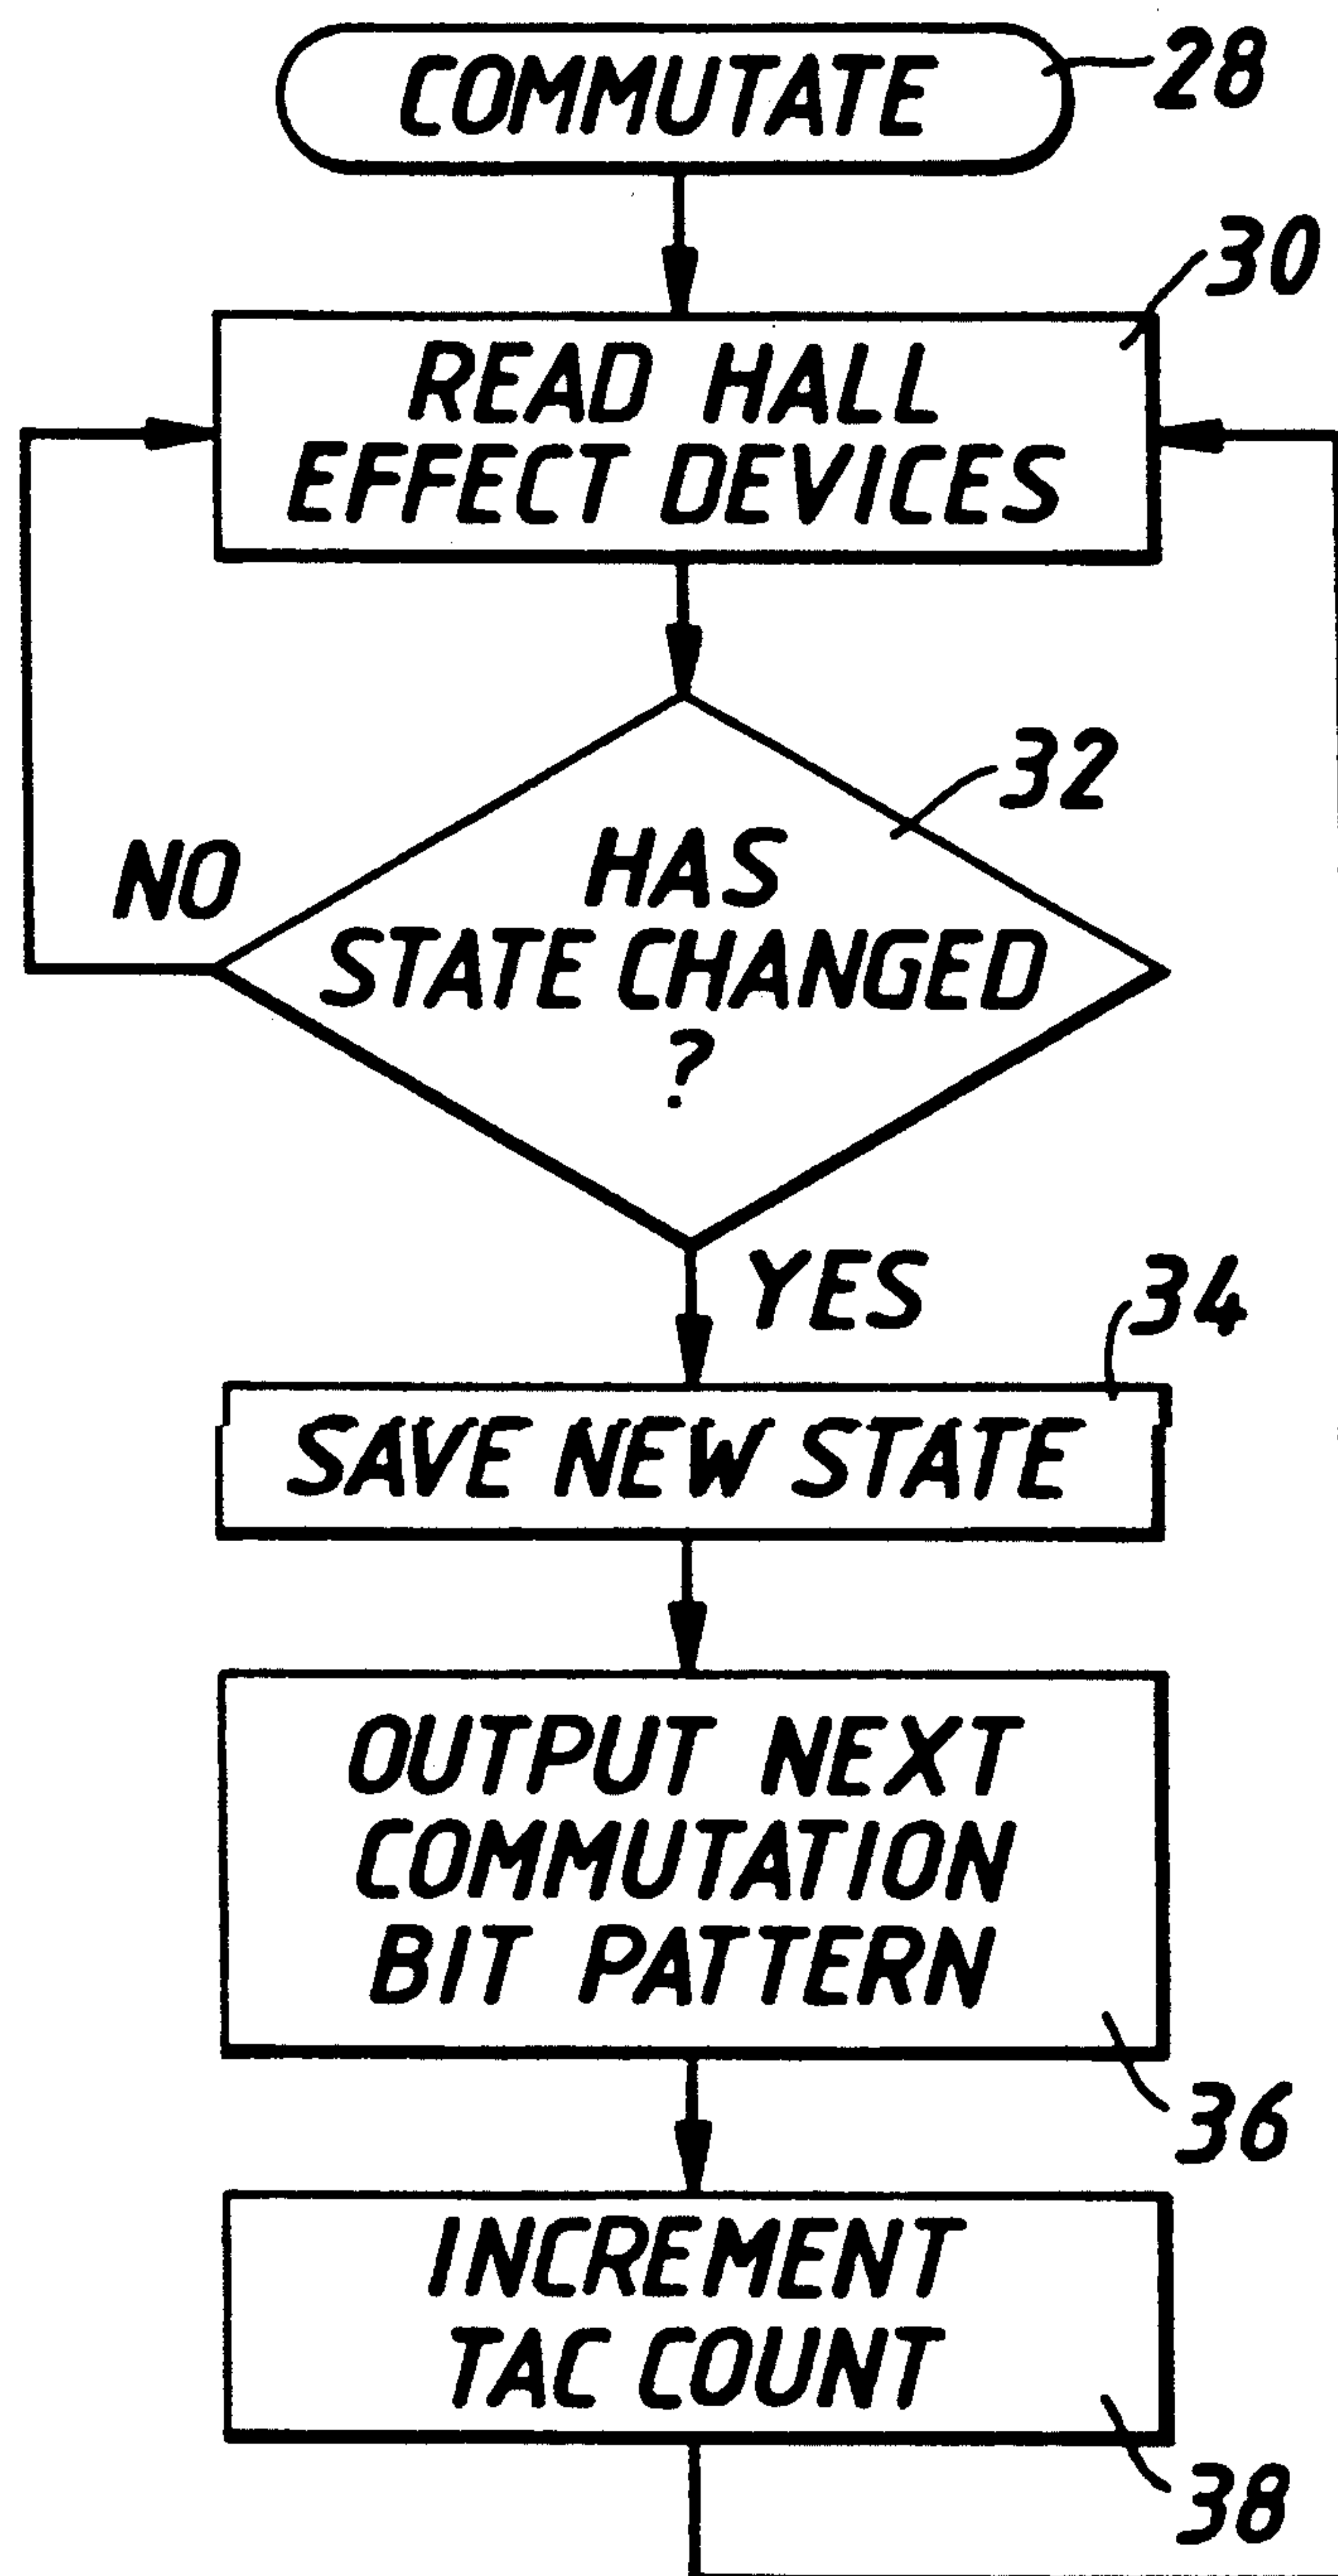 COMMUTATE
28
30
READ HALL
EFFECT DEVICES
32
NO
HAS
STATE CHANGED
?
YES
34
SAVE NEW STATE
OUTPUT NEXT
COMMUTATION
BIT PATTERN
36
INCREMENT
TAC COUNT
38